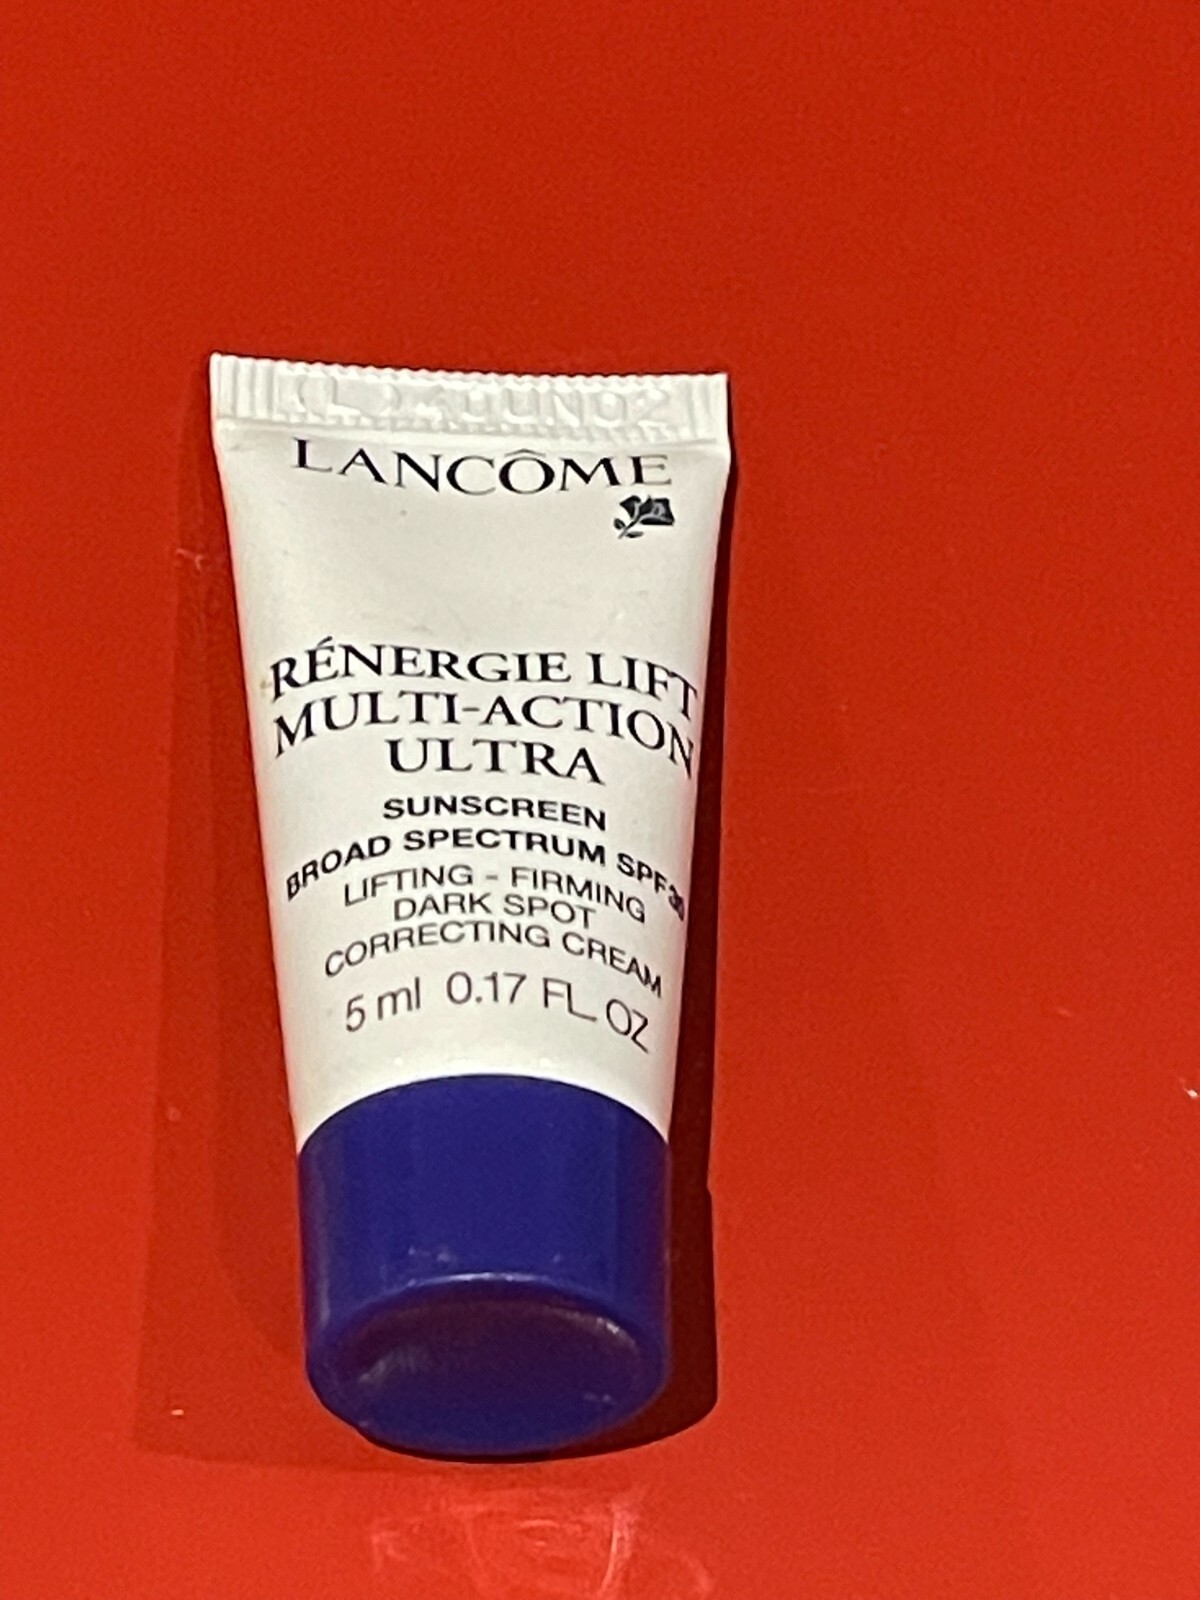 LANCÔME
RÉNERGIE LIFT
MULTI-ACTION
ULTRA
SUNSCREEN
BROAD SPECTRUM SPF 30
LIFTING - FIRMING
DARK SPOT
CORRECTING CREAM
5 ml 0.17 FL OZ